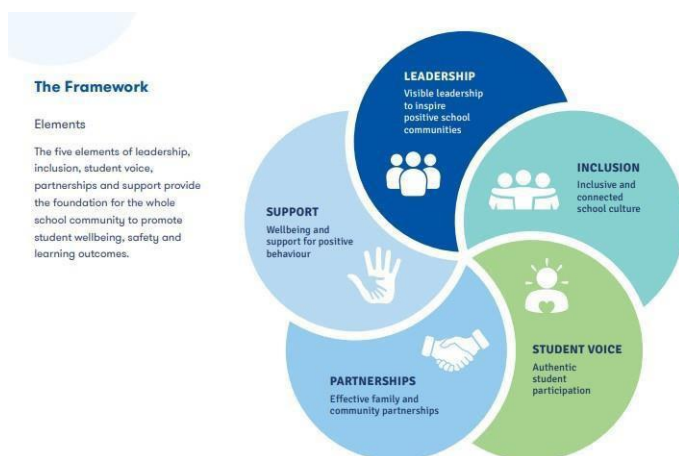 The Framework
Elements
The five elements of leadership,
inclusion, student voice,
partnerships and support provide
the foundation for the whole
school community to promote
student wellbeing, safety and
learning outcomes.
LEADERSHIP
Visible leadership
to inspire
positive school
communities
INCLUSION
Inclusive and
connected
school culture
STUDENT VOICE
Authentic
student
participation
PARTNERSHIPS
Effective family and
community partnerships
SUPPORT
Wellbeing and
support for positive
behaviour